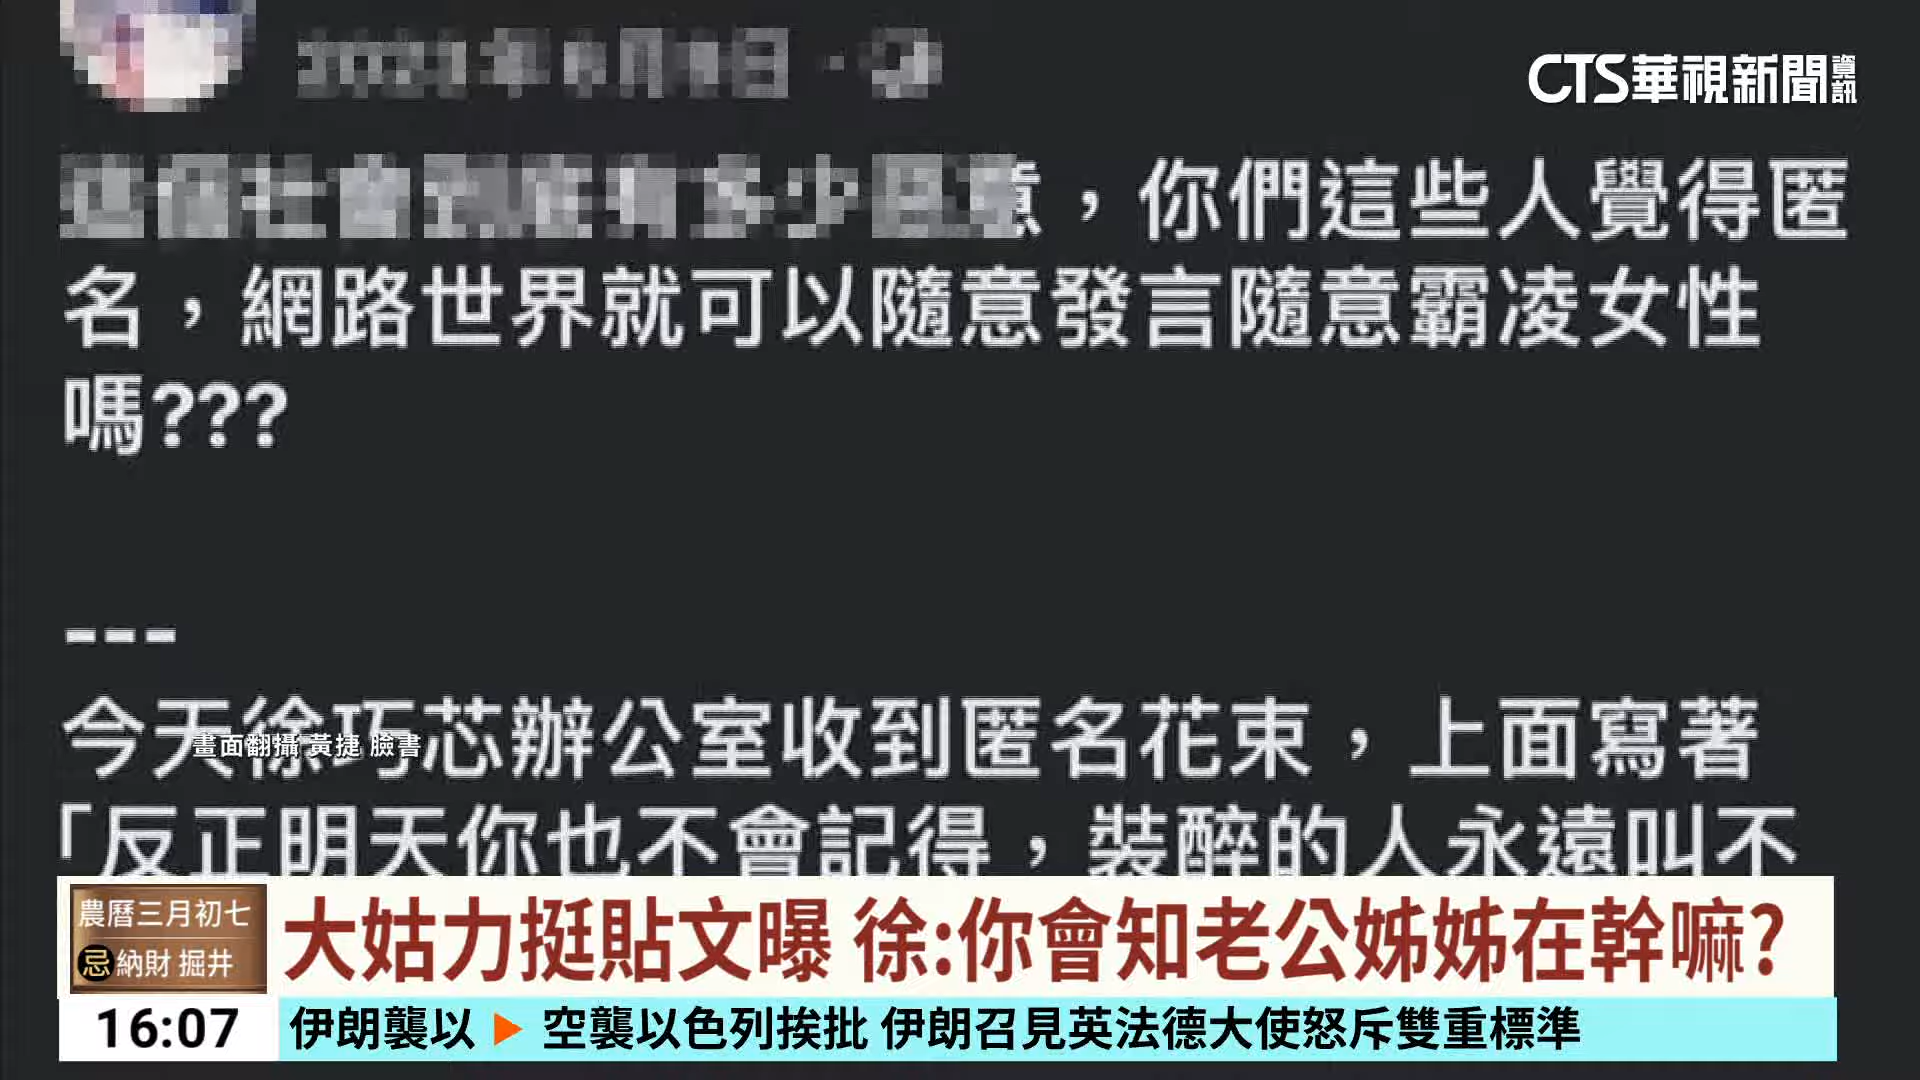 CTS華視新聞資訊
意，你們這些人覺得匿
名，網路世界就可以隨意發言隨意霸凌女性
嗎???
---
今天徐巧芯辦公室收到匿名花束，上面寫著
畫面翻攝 黃捷 臉書
「反正明天你也不會記得，裝醉的人永遠叫不
農曆三月初七
忌 納財 掘井
大姑力挺貼文曝 徐:你會知老公姊姊在幹嘛?
16:07
伊朗襲以 ▶ 空襲以色列挨批 伊朗召見英法德大使怒斥雙重標準